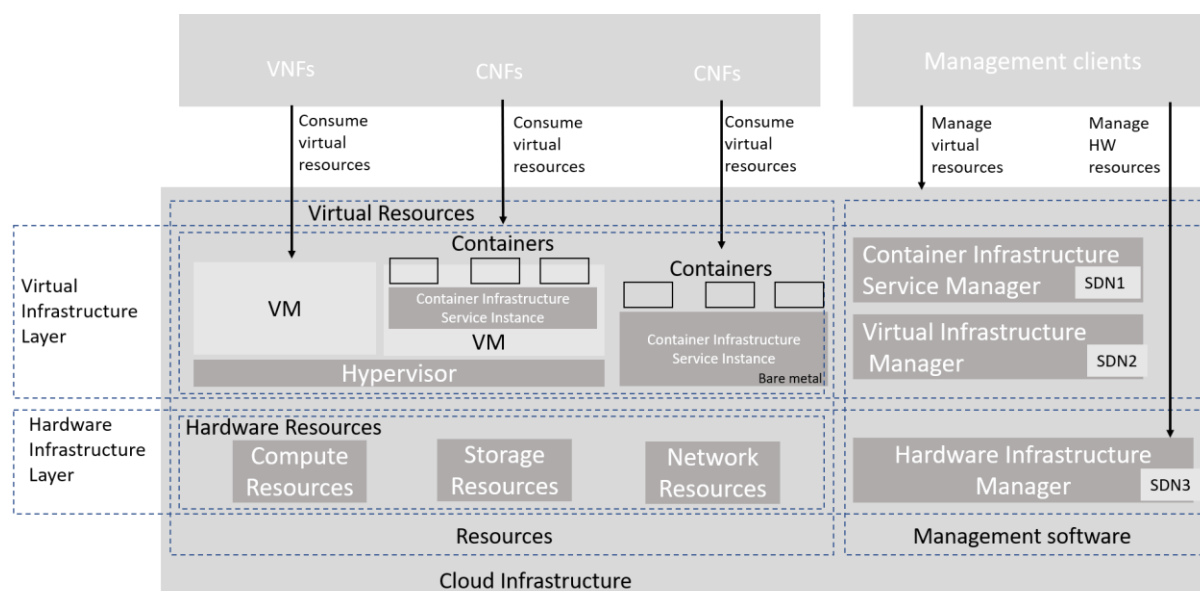 VNFs
CNFs
CNFs
Management clients
Consume
virtual
resources
Consume
virtual
resources
Consume
virtual
resources
Manage
virtual
resources
Manage
HW
resources
Virtual Resources
Virtual
Infrastructure
Layer
Containers
VM
Container Infrastructure
Service Instance
VM
Hypervisor
Containers
Container Infrastructure
Service Instance
Bare metal
Container Infrastructure
Service Manager
SDN1
Virtual Infrastructure
Manager
SDN2
Hardware
Infrastructure
Layer
Hardware Resources
Compute
Resources
Storage
Resources
Network
Resources
Hardware Infrastructure
Manager
SDN3
Resources
Management software
Cloud Infrastructure